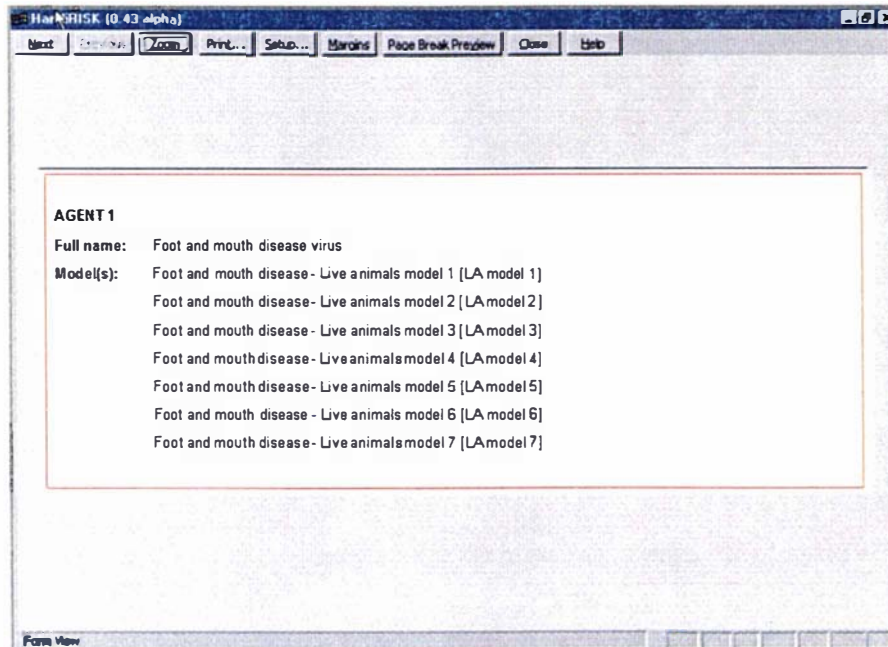 HandiRISK (0.43 alpha)
Next Previous Zoom Print... Setup... Margins Page Break Preview Close Help
AGENT 1
Full name: Foot and mouth disease virus
Model(s): Foot and mouth disease - Live animals model 1 [LA model 1]
Foot and mouth disease - Live animals model 2 [LA model 2]
Foot and mouth disease - Live animals model 3 [LA model 3]
Foot and mouth disease - Live animals model 4 [LA model 4]
Foot and mouth disease - Live animals model 5 [LA model 5]
Foot and mouth disease - Live animals model 6 [LA model 6]
Foot and mouth disease - Live animals model 7 [LA model 7]
Form View